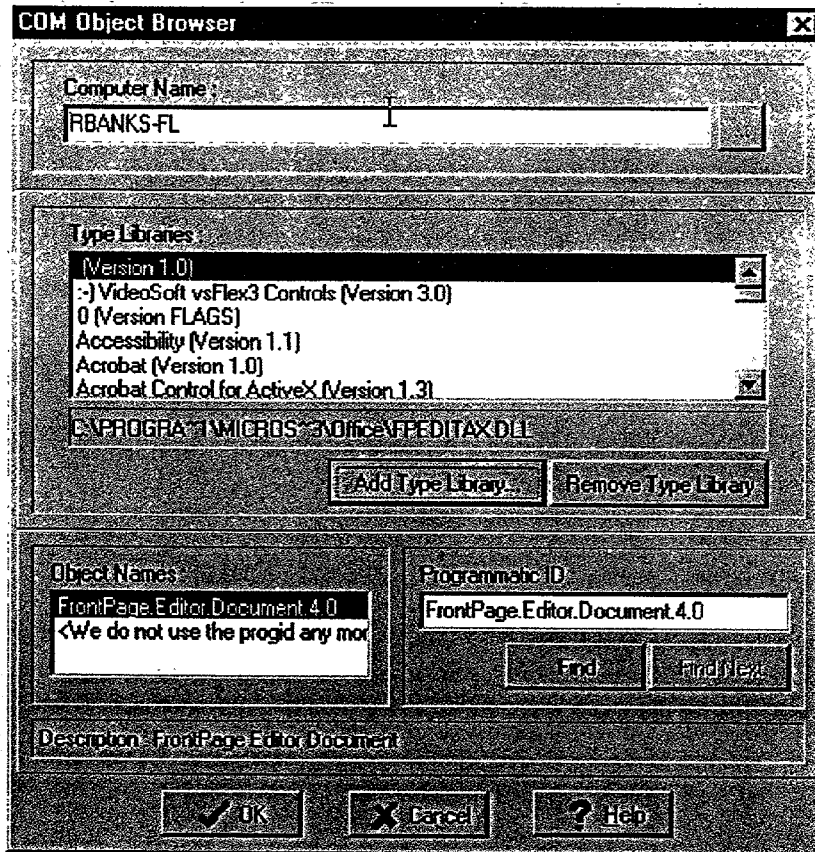 COM Object Browser
Computer Name :
RBANKS-FL
...
Type Libraries :
(Version 1.0)
:-) VideoSoft vsFlex3 Controls (Version 3.0)
0 (Version FLAGS)
Accessibility (Version 1.1)
Acrobat (Version 1.0)
Acrobat Control for ActiveX (Version 1.3)
C:\PROGRA~1\MICROS~3\Office\FPEDITAX.DLL
Add Type Library... Remove Type Library
Object Names: Programmatic ID
FrontPage.Editor.Document.4.0 FrontPage.Editor.Document.4.0
<We do not use the progid any mor
Find Find Next
Description : FrontPage Editor Document
OK Cancel Help